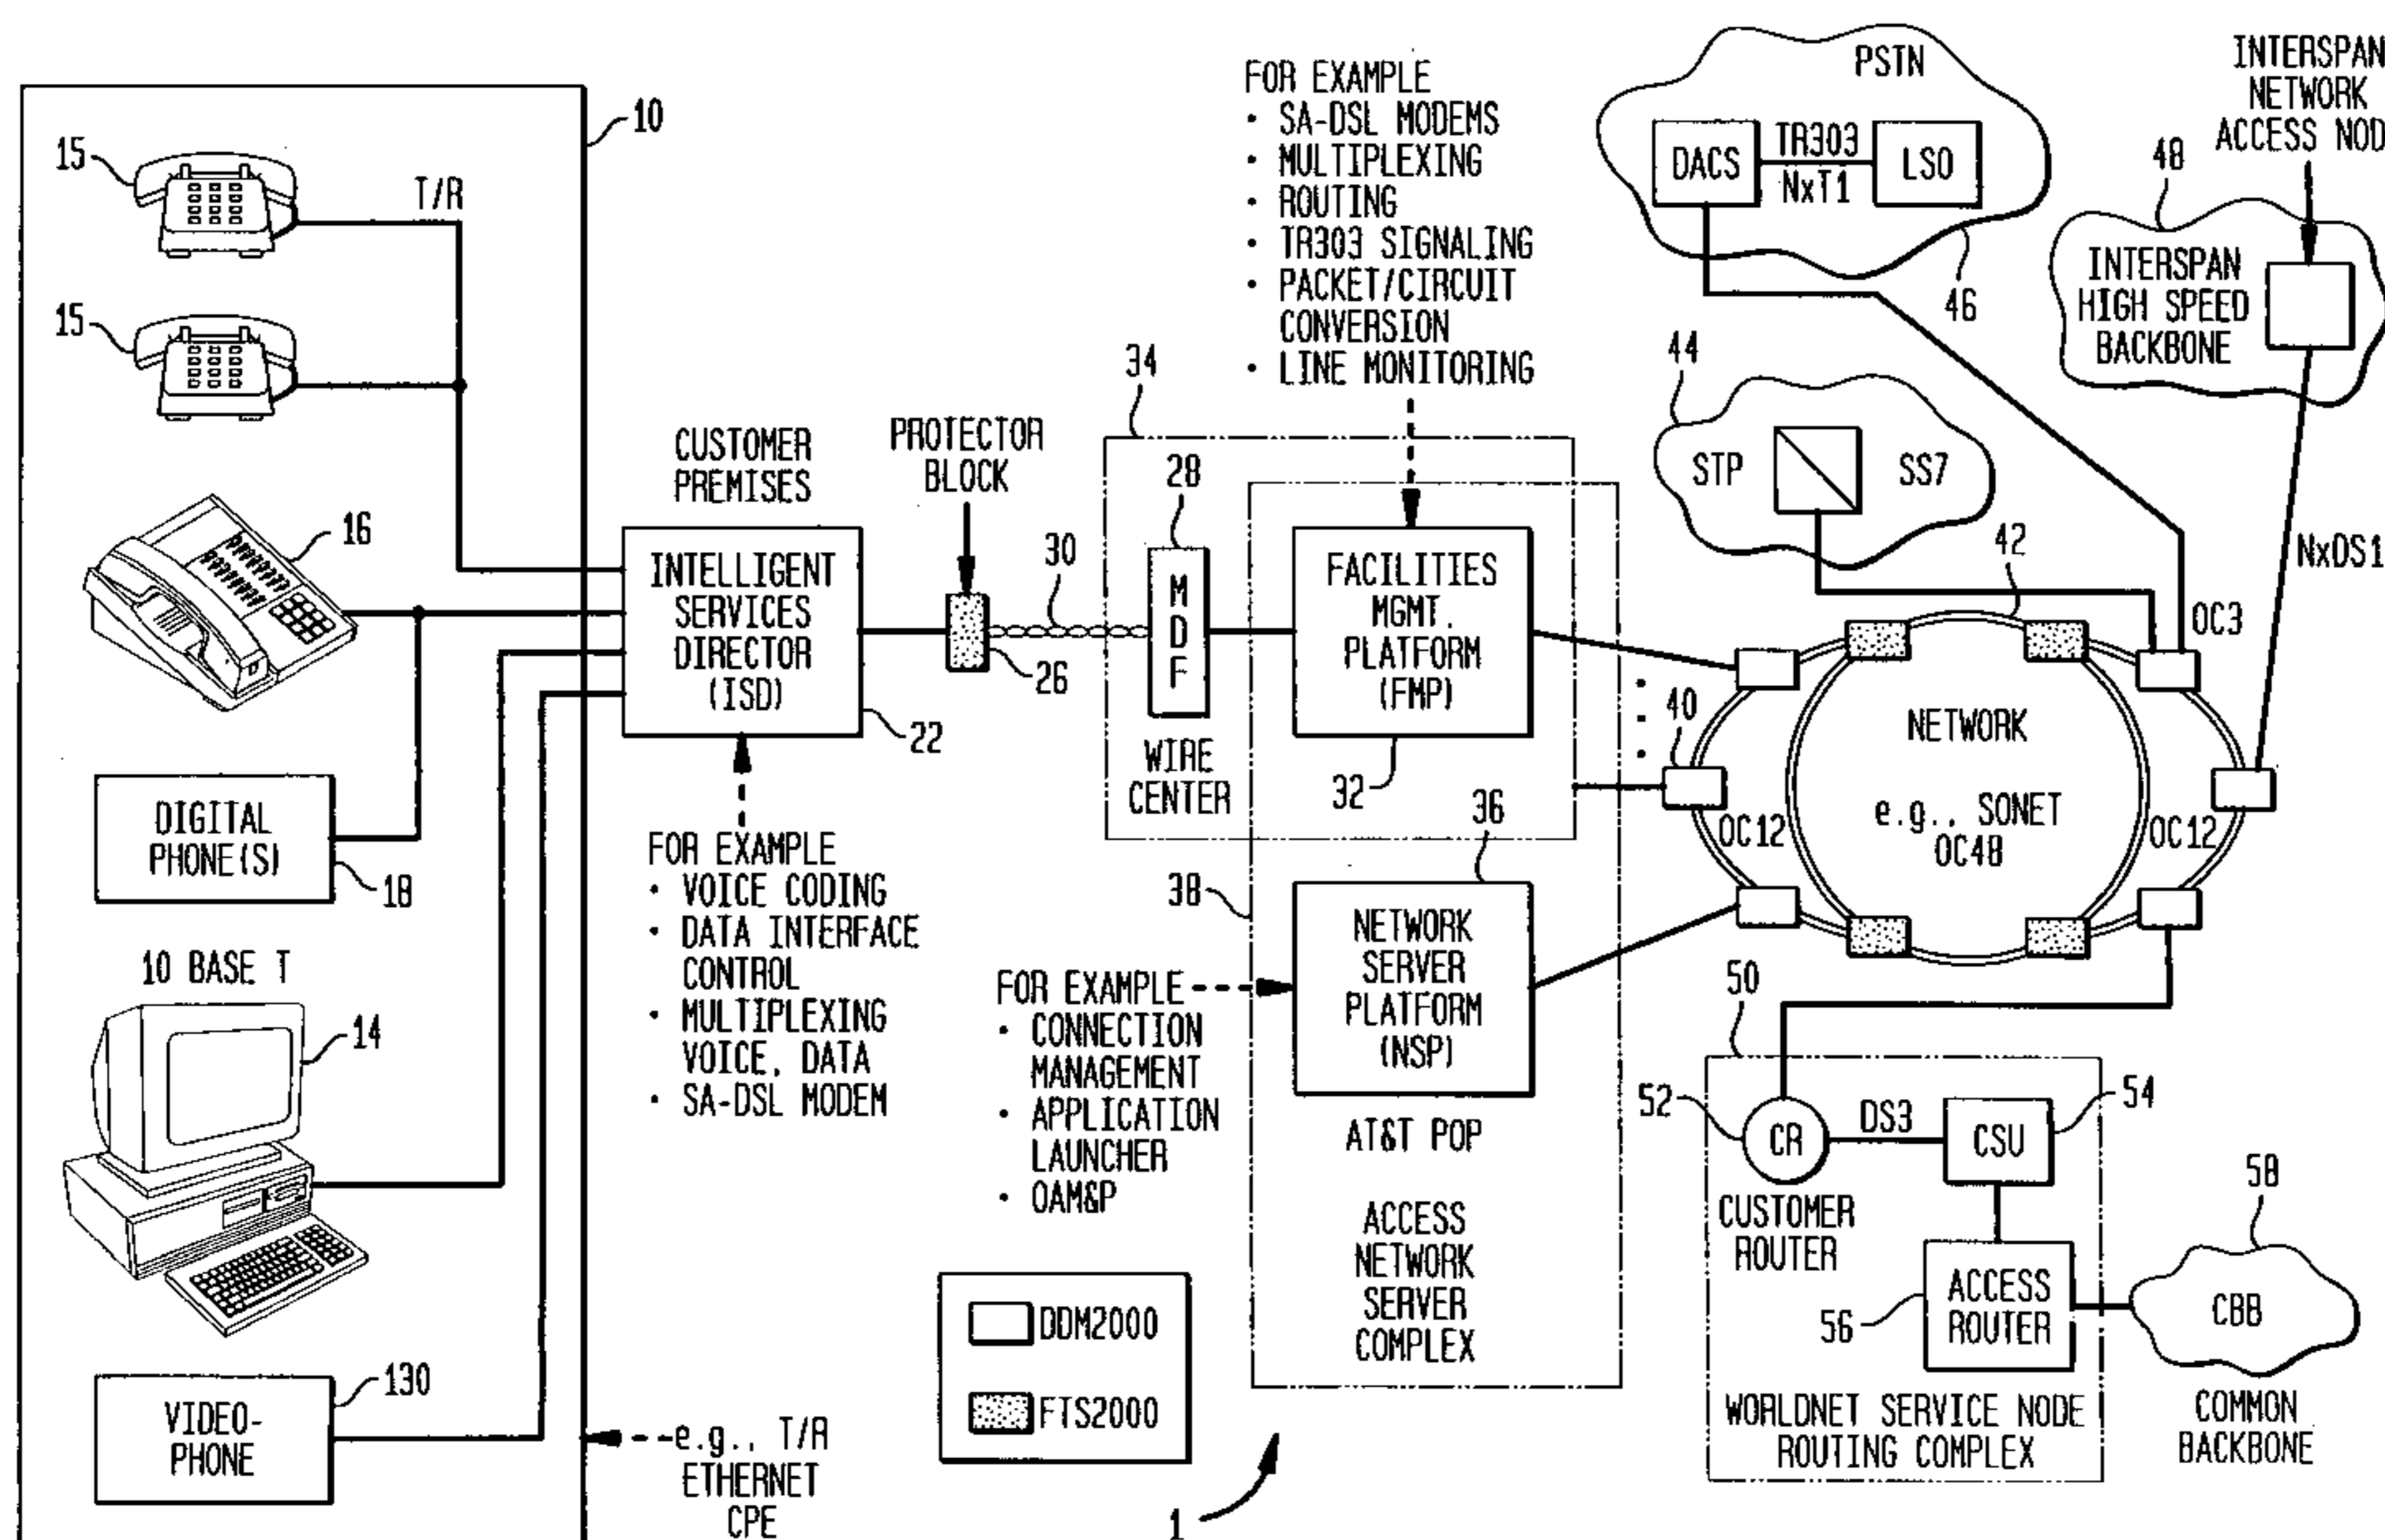 10
15
T/R
15
16
DIGITAL
PHONE(S)
18
10 BASE T
14
VIDEO-
PHONE
130
e.g., T/R
ETHERNET
CPE
CUSTOMER
PREMISES
INTELLIGENT
SERVICES
DIRECTOR
(ISD)
22
FOR EXAMPLE
· VOICE CODING
· DATA INTERFACE
CONTROL
· MULTIPLEXING
VOICE, DATA
· SA-DSL MODEM
PROTECTOR
BLOCK
26
30
34
28
MDF
WIRE
CENTER
FOR EXAMPLE
· SA-DSL MODEMS
· MULTIPLEXING
· ROUTING
· TR303 SIGNALING
· PACKET/CIRCUIT
CONVERSION
· LINE MONITORING
FACILITIES
MGMT.
PLATFORM
(FMP)
32
36
38
NETWORK
SERVER
PLATFORM
(NSP)
FOR EXAMPLE
· CONNECTION
MANAGEMENT
· APPLICATION
LAUNCHER
· OAM&P
AT&T POP
ACCESS
NETWORK
SERVER
COMPLEX
DDM2000
FTS2000
1
PSTN
DACS
TR303
NxT1
LSO
46
INTERSPAN
NETWORK
ACCESS NOD
48
INTERSPAN
HIGH SPEED
BACKBONE
44
STP
SS7
NxDS1
42
OC3
40
NETWORK
e.g., SONET
OC48
OC12
OC12
50
52
CR
DS3
CSU
54
CUSTOMER
ROUTER
ACCESS
ROUTER
56
58
CBB
WORLDNET SERVICE NODE
ROUTING COMPLEX
COMMON
BACKBONE